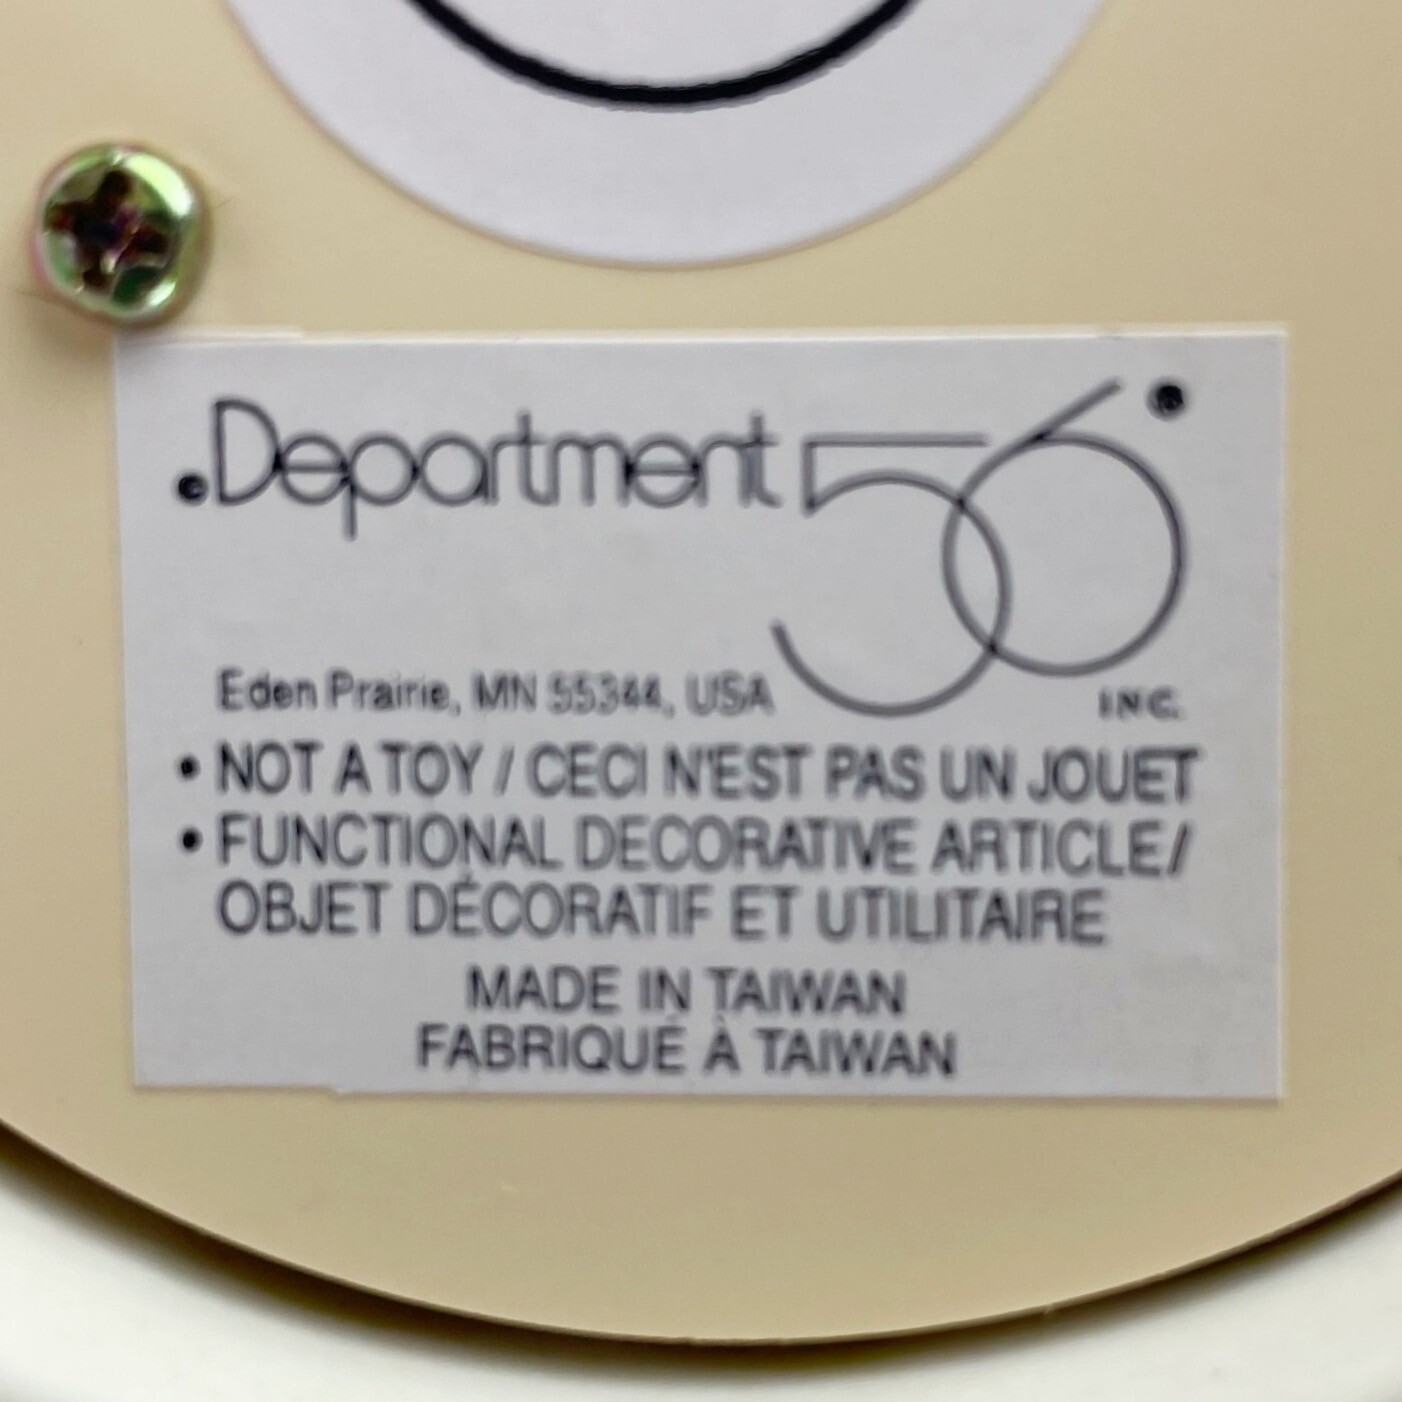 ©Department 56®
Eden Prairie, MN 55344, USA
INC.
• NOT A TOY / CECI N'EST PAS UN JOUET
• FUNCTIONAL DECORATIVE ARTICLE/
OBJET DÉCORATIF ET UTILITAIRE
MADE IN TAIWAN
FABRIQUÉ À TAIWAN